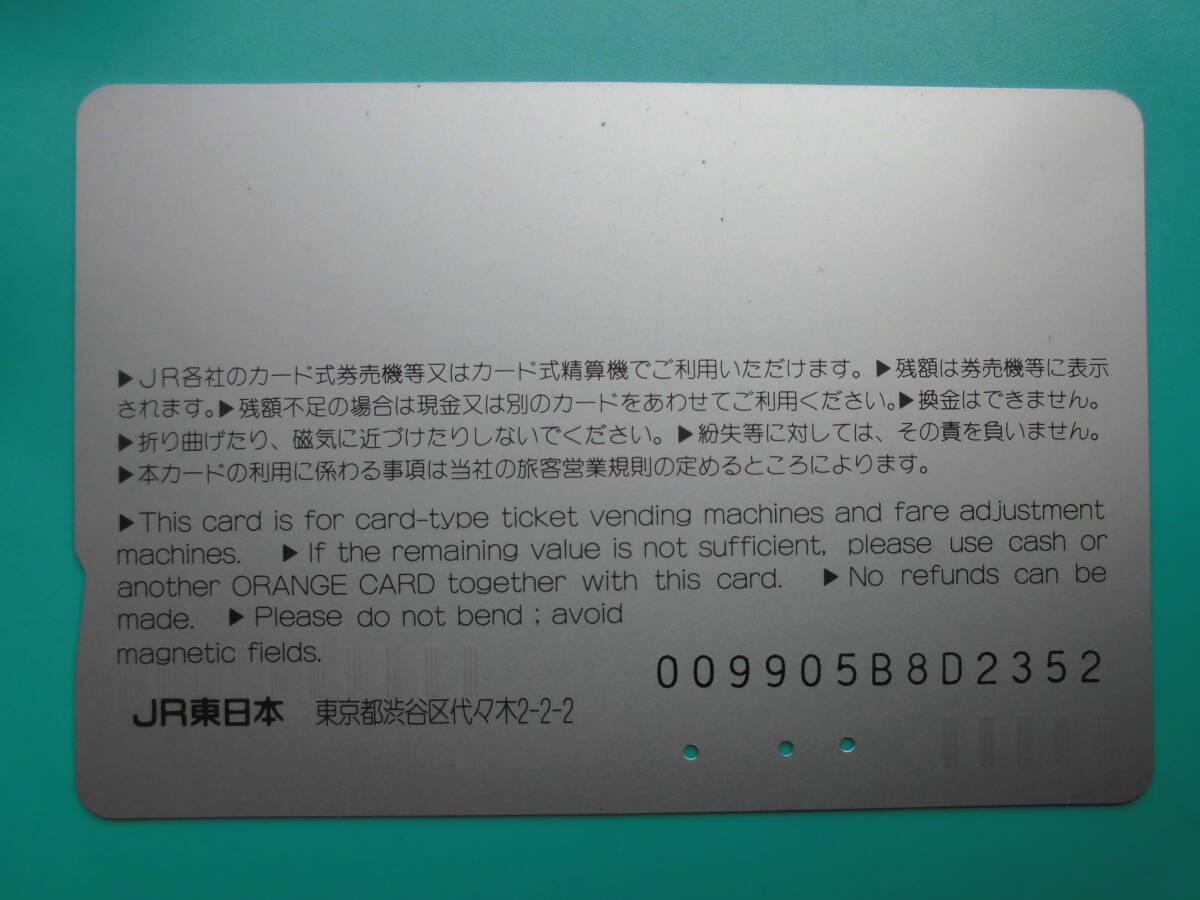 ▶JR各社のカード式券売機等又はカード式精算機でご利用いただけます。▶残額は券売機等に表示
されます。▶残額不足の場合は現金又は別のカードをあわせてご利用ください。▶換金はできません。
▶折り曲げたり、磁気に近づけたりしないでください。▶紛失等に対しては、その責を負いません。
▶本カードの利用に係わる事項は当社の旅客営業規則の定めるところによります。
▶This card is for card-type ticket vending machines and fare adjustment
machines. ▶If the remaining value is not sufficient, please use cash or
another ORANGE CARD together with this card. ▶No refunds can be
made. ▶Please do not bend ; avoid
magnetic fields.
009905B8D2352
JR東日本 東京都渋谷区代々木2-2-2